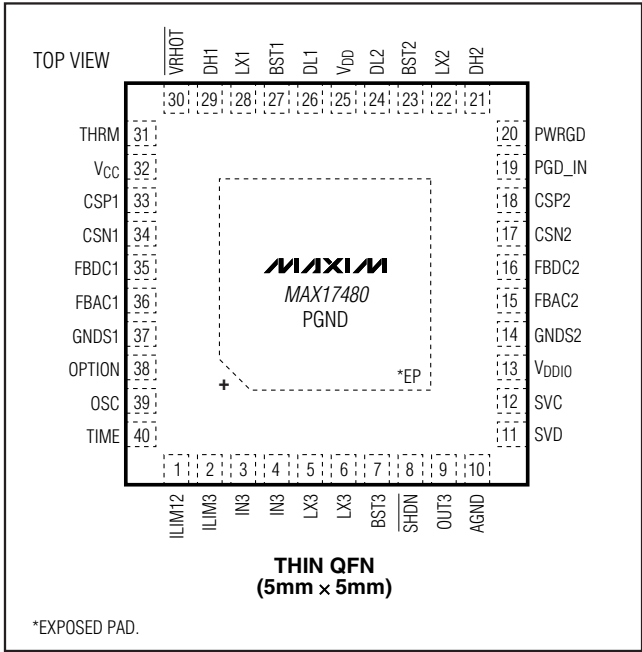 TOP VIEW
VRHOT
DH1
LX1
BST1
DL1
VDD
DL2
BST2
LX2
DH2
30 29 28 27 26 25 24 23 22 21
THRM 31
VCC 32
CSP1 33
CSN1 34
FBDC1 35
FBAC1 36
GNDS1 37
OPTION 38
OSC 39
TIME 40
MAXIM
MAX17480
PGND
*EP
+
20 PWRGD
19 PGD_IN
18 CSP2
17 CSN2
16 FBDC2
15 FBAC2
14 GNDS2
13 VDDIO
12 SVC
11 SVD
1 2 3 4 5 6 7 8 9 10
ILIM12
ILIM3
IN3
IN3
LX3
LX3
BST3
SHDN
OUT3
AGND
THIN QFN
(5mm × 5mm)
*EXPOSED PAD.